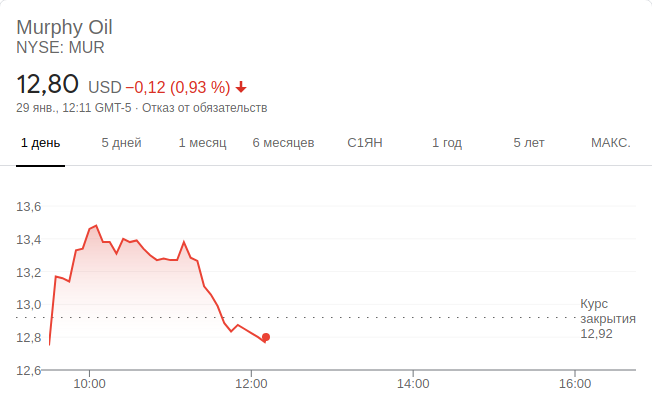 Murphy Oil
NYSE: MUR
12,80 USD −0,12 (0,93 %)
29 янв., 12:11 GMT-5 · Отказ от обязательств
1 день 5 дней 1 месяц 6 месяцев С1ЯН 1 год 5 лет МАКС.
13,6
13,4
13,2
13,0
12,8
12,6
Курс
закрытия
12,92
10:00 12:00 14:00 16:00